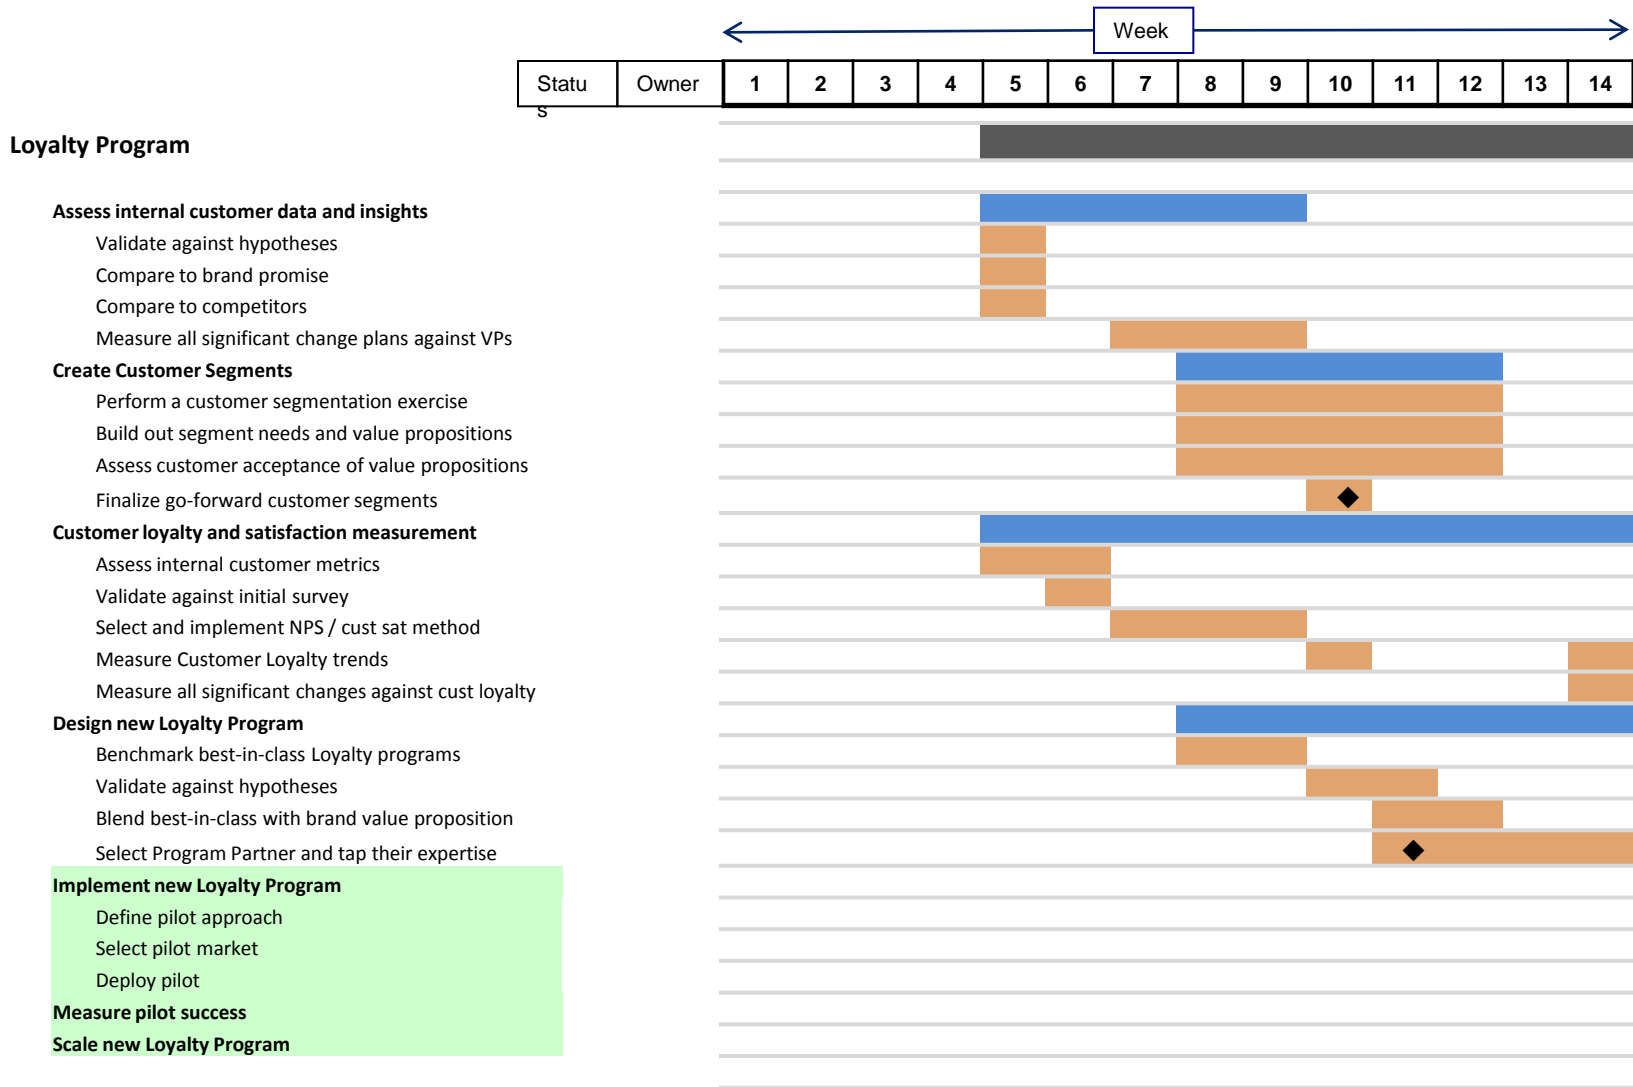 Week
Statu
s
Owner 1 2 3 4 5 6 7 8 9 10 11 12 13 14
Loyalty Program
Assess internal customer data and insights
Validate against hypotheses
Compare to brand promise
Compare to competitors
Measure all significant change plans against VPs
Create Customer Segments
Perform a customer segmentation exercise
Build out segment needs and value propositions
Assess customer acceptance of value propositions
Finalize go-forward customer segments
Customer loyalty and satisfaction measurement
Assess internal customer metrics
Validate against initial survey
Select and implement NPS / cust sat method
Measure Customer Loyalty trends
Measure all significant changes against cust loyalty
Design new Loyalty Program
Benchmark best-in-class Loyalty programs
Validate against hypotheses
Blend best-in-class with brand value proposition
Select Program Partner and tap their expertise
Implement new Loyalty Program
Define pilot approach
Select pilot market
Deploy pilot
Measure pilot success
Scale new Loyalty Program